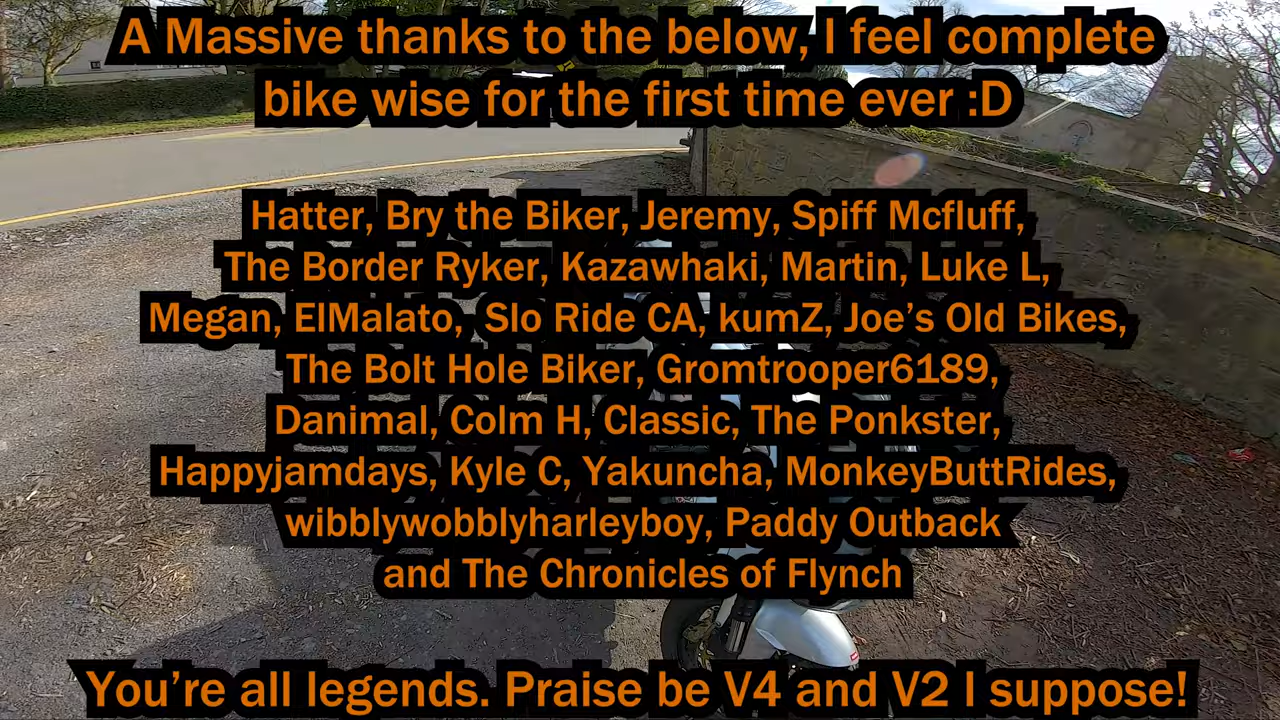 A Massive thanks to the below, I feel complete
bike wise for the first time ever :D
Hatter, Bry the Biker, Jeremy, Spiff Mcfluff,
The Border Ryker, Kazawhaki, Martin, Luke L,
Megan, ElMalato, Slo Ride CA, kumZ, Joe’s Old Bikes,
The Bolt Hole Biker, Gromtrooper6189,
Danimal, Colm H, Classic, The Ponkster,
Happyjamdays, Kyle C, Yakuncha, MonkeyButtRides,
wibblywobblyharleyboy, Paddy Outback
and The Chronicles of Flynch
You’re all legends. Praise be V4 and V2 I suppose!